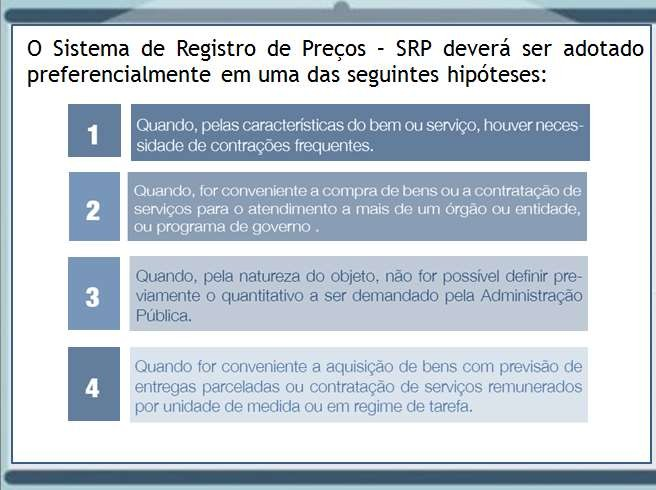 O Sistema de Registro de Preços - SRP deverá ser adotado
preferencialmente em uma das seguintes hipóteses:
1
Quando, pelas características do bem ou serviço, houver neces-
sidade de contrações frequentes.
2
Quando, for conveniente a compra de bens ou a contratação de
serviços para o atendimento a mais de um órgão ou entidade,
ou programa de governo .
3
Quando, pela natureza do objeto, não for possível definir pre-
viamente o quantitativo a ser demandado pela Administração
Pública.
4
Quando for conveniente a aquisição de bens com previsão de
entregas parceladas ou contratação de serviços remunerados
por unidade de medida ou em regime de tarefa.